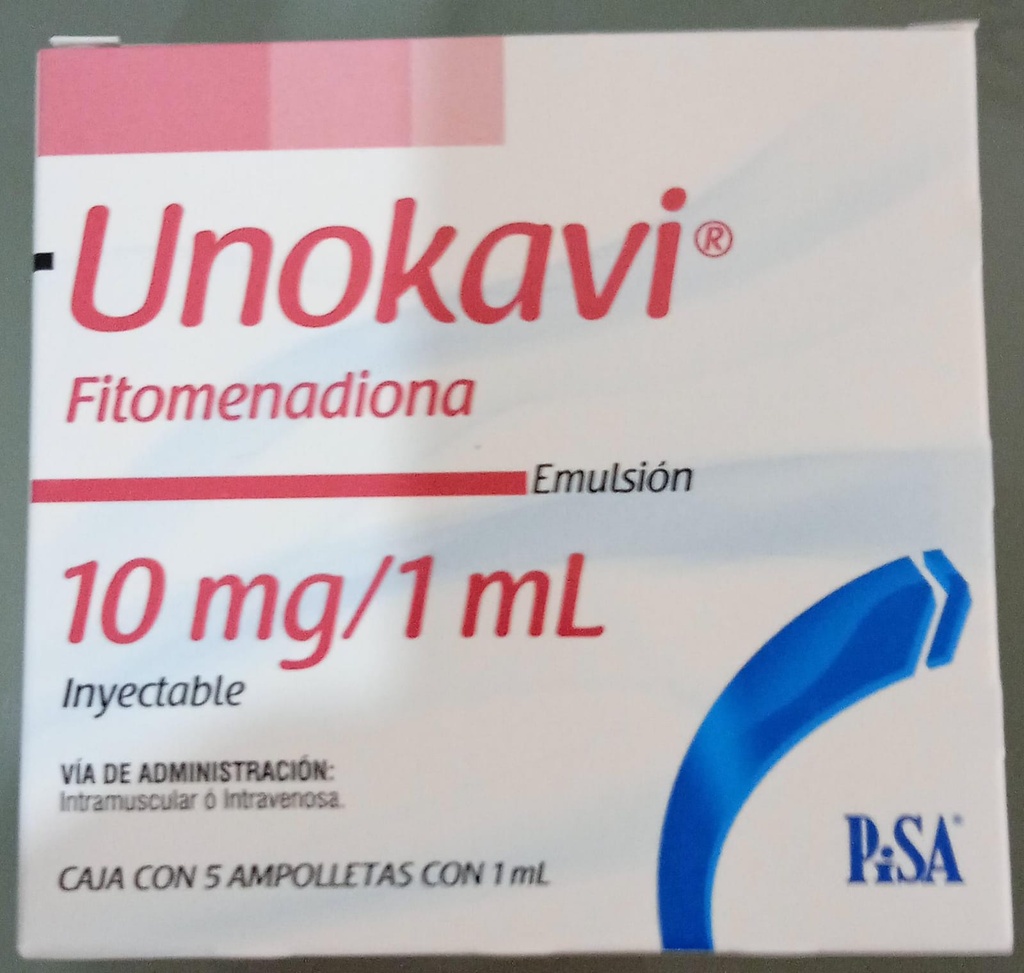 Unokavi®
Fitomenadiona
Emulsión
10 mg/1 mL
Inyectable
VÍA DE ADMINISTRACIÓN:
Intramuscular ó Intravenosa.
CAJA CON 5 AMPOLLETAS CON 1 mL
PiSA®